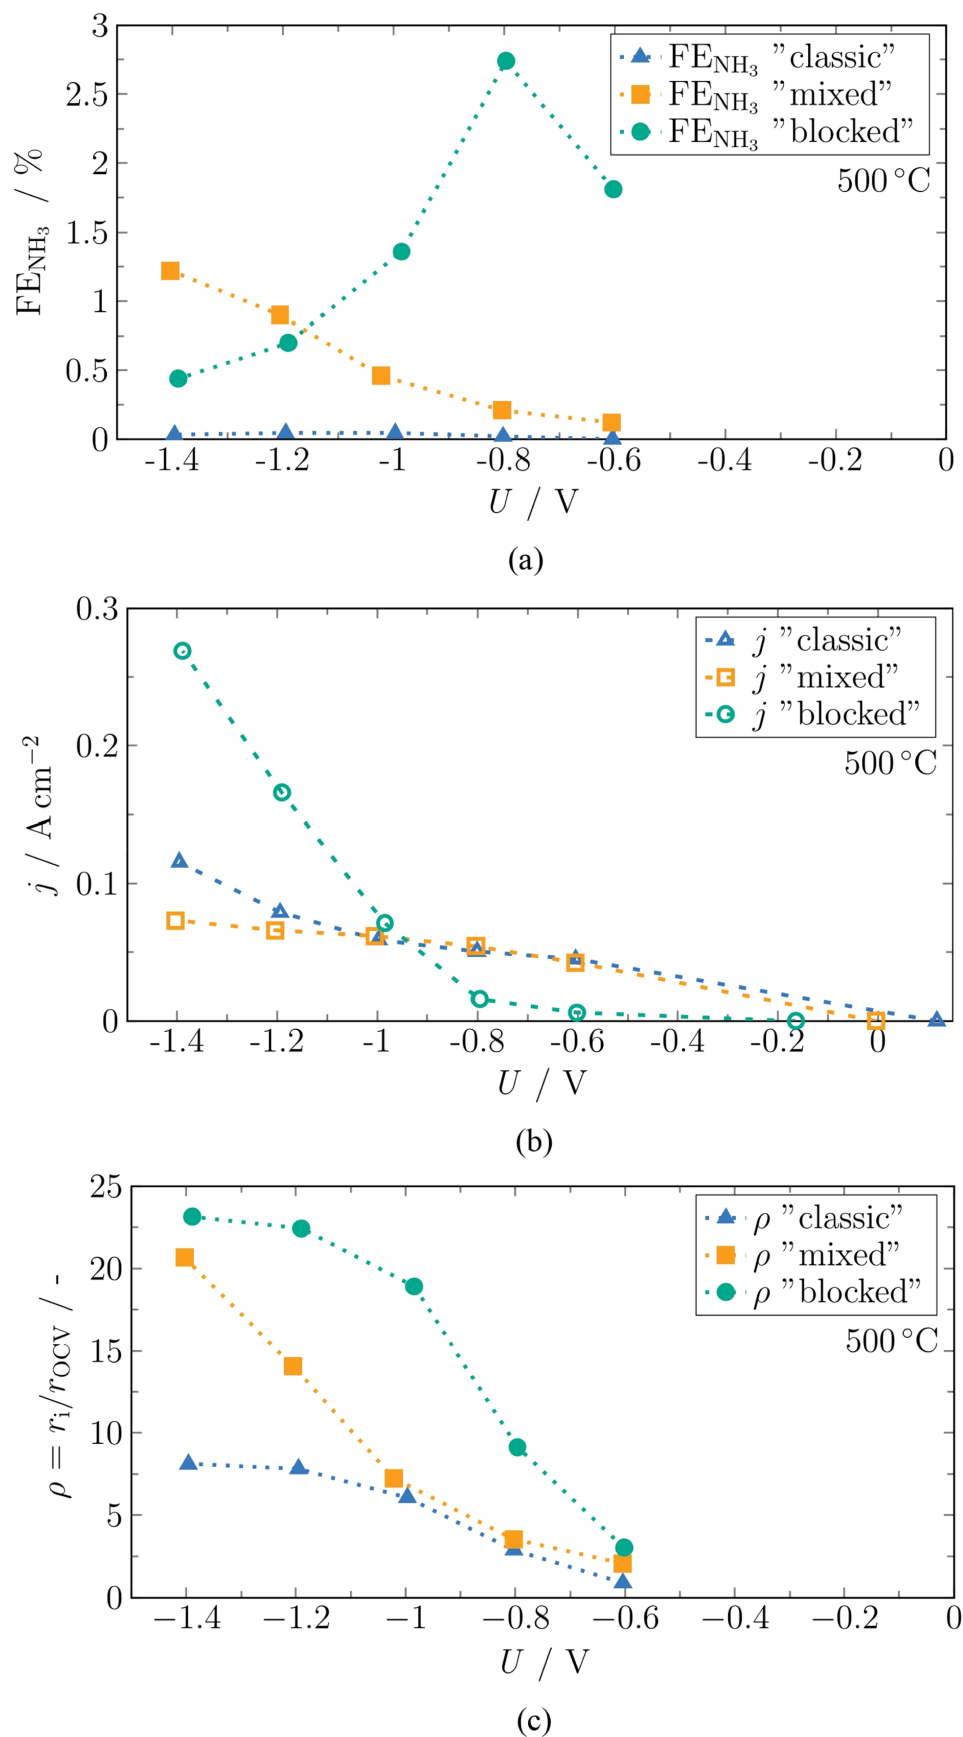 3
2.5
2
1.5
1
0.5
0
FE_NH3 / %
FE_NH3 "classic"
FE_NH3 "mixed"
FE_NH3 "blocked"
500 °C
-1.4 -1.2 -1 -0.8 -0.6 -0.4 -0.2 0
U / V
(a)
0.3
0.2
0.1
0
j / A cm−2
j "classic"
j "mixed"
j "blocked"
500 °C
-1.4 -1.2 -1 -0.8 -0.6 -0.4 -0.2 0
U / V
(b)
25
20
15
10
5
0
ρ = ri/rOCV / -
ρ "classic"
ρ "mixed"
ρ "blocked"
500 °C
−1.4 −1.2 −1 −0.8 −0.6 −0.4 −0.2 0
U / V
(c)